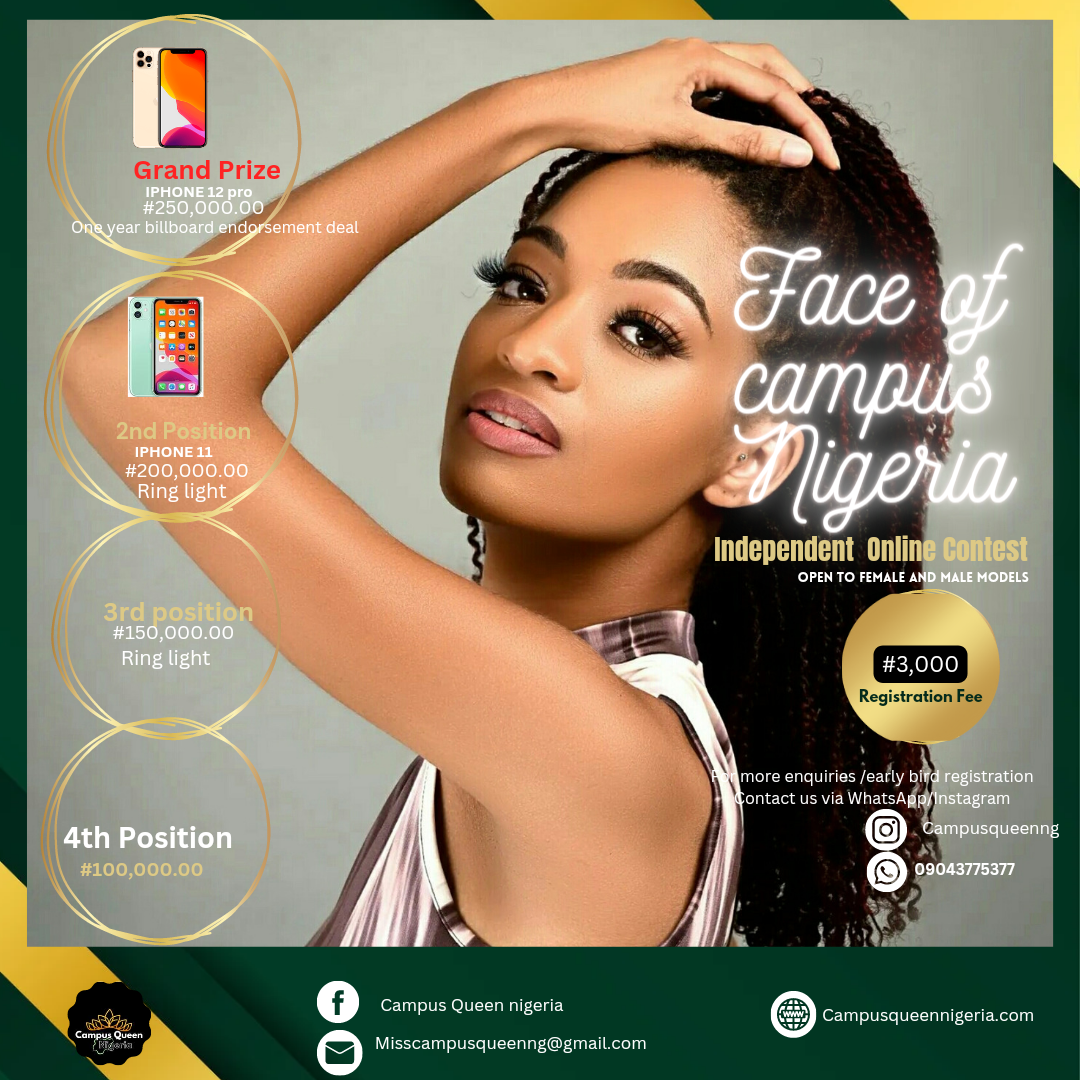 Grand Prize
IPHONE 12 pro
#250,000.00
One year billboard endorsement deal
2nd Position
IPHONE 11
#200,000.00
Ring light
3rd position
#150,000.00
Ring light
4th Position
#100,000.00
Face of
campus
Nigeria
Independent Online Contest
OPEN TO FEMALE AND MALE MODELS
#3,000
Registration Fee
For more enquiries /early bird registration
Contact us via WhatsApp/Instagram
Campusqueenng
09043775377
Campus Queen
Nigeria
Campus Queen nigeria
Misscampusqueenng@gmail.com
WWW
Campusqueennigeria.com